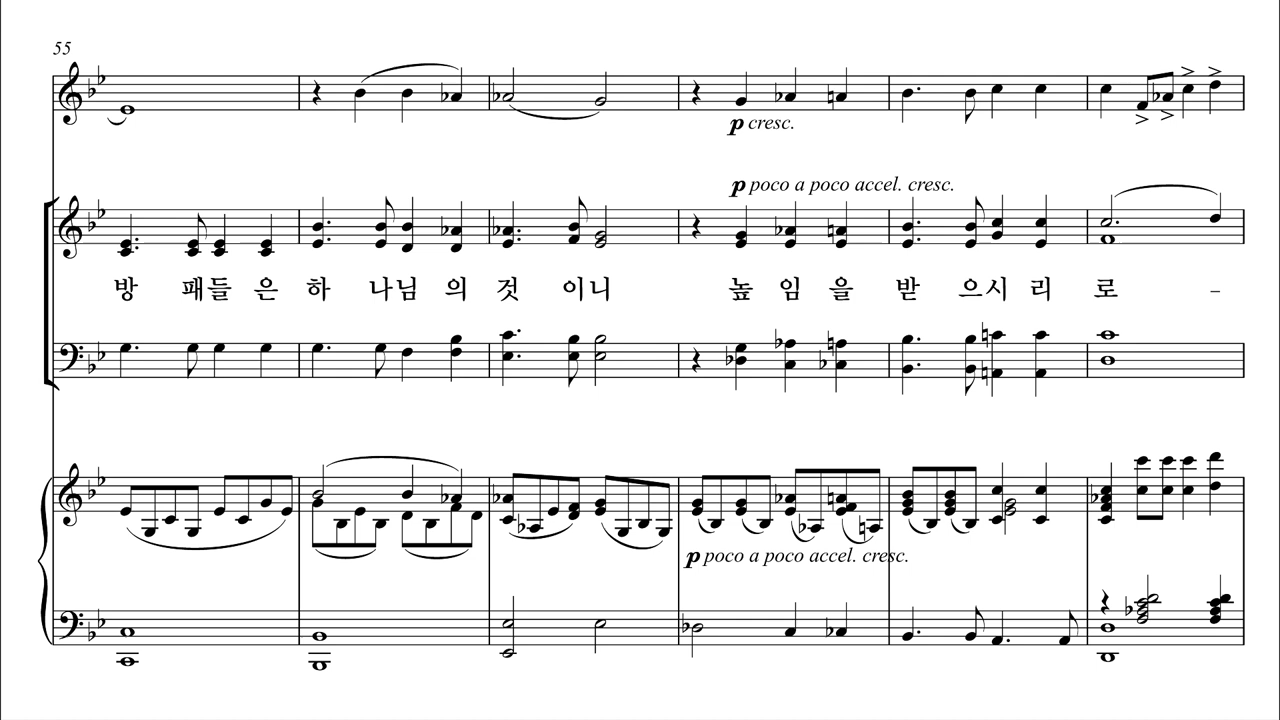 55
p cresc.
p poco a poco accel. cresc.
방 패들 은 하 나님 의 것 이니 높 임 을 받 으시 리 로 –
p poco a poco accel. cresc.